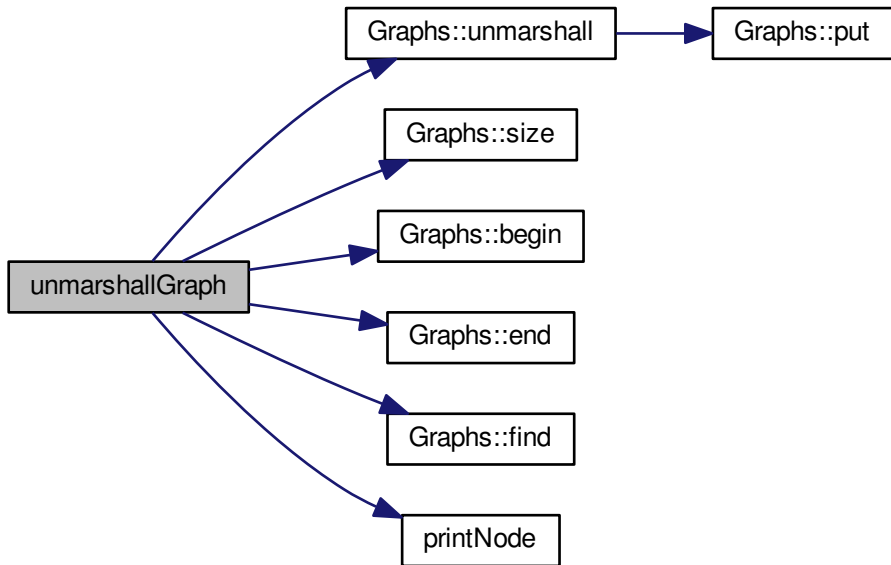 Graphs::unmarshall
Graphs::put
Graphs::size
Graphs::begin
unmarshallGraph
Graphs::end
Graphs::find
printNode